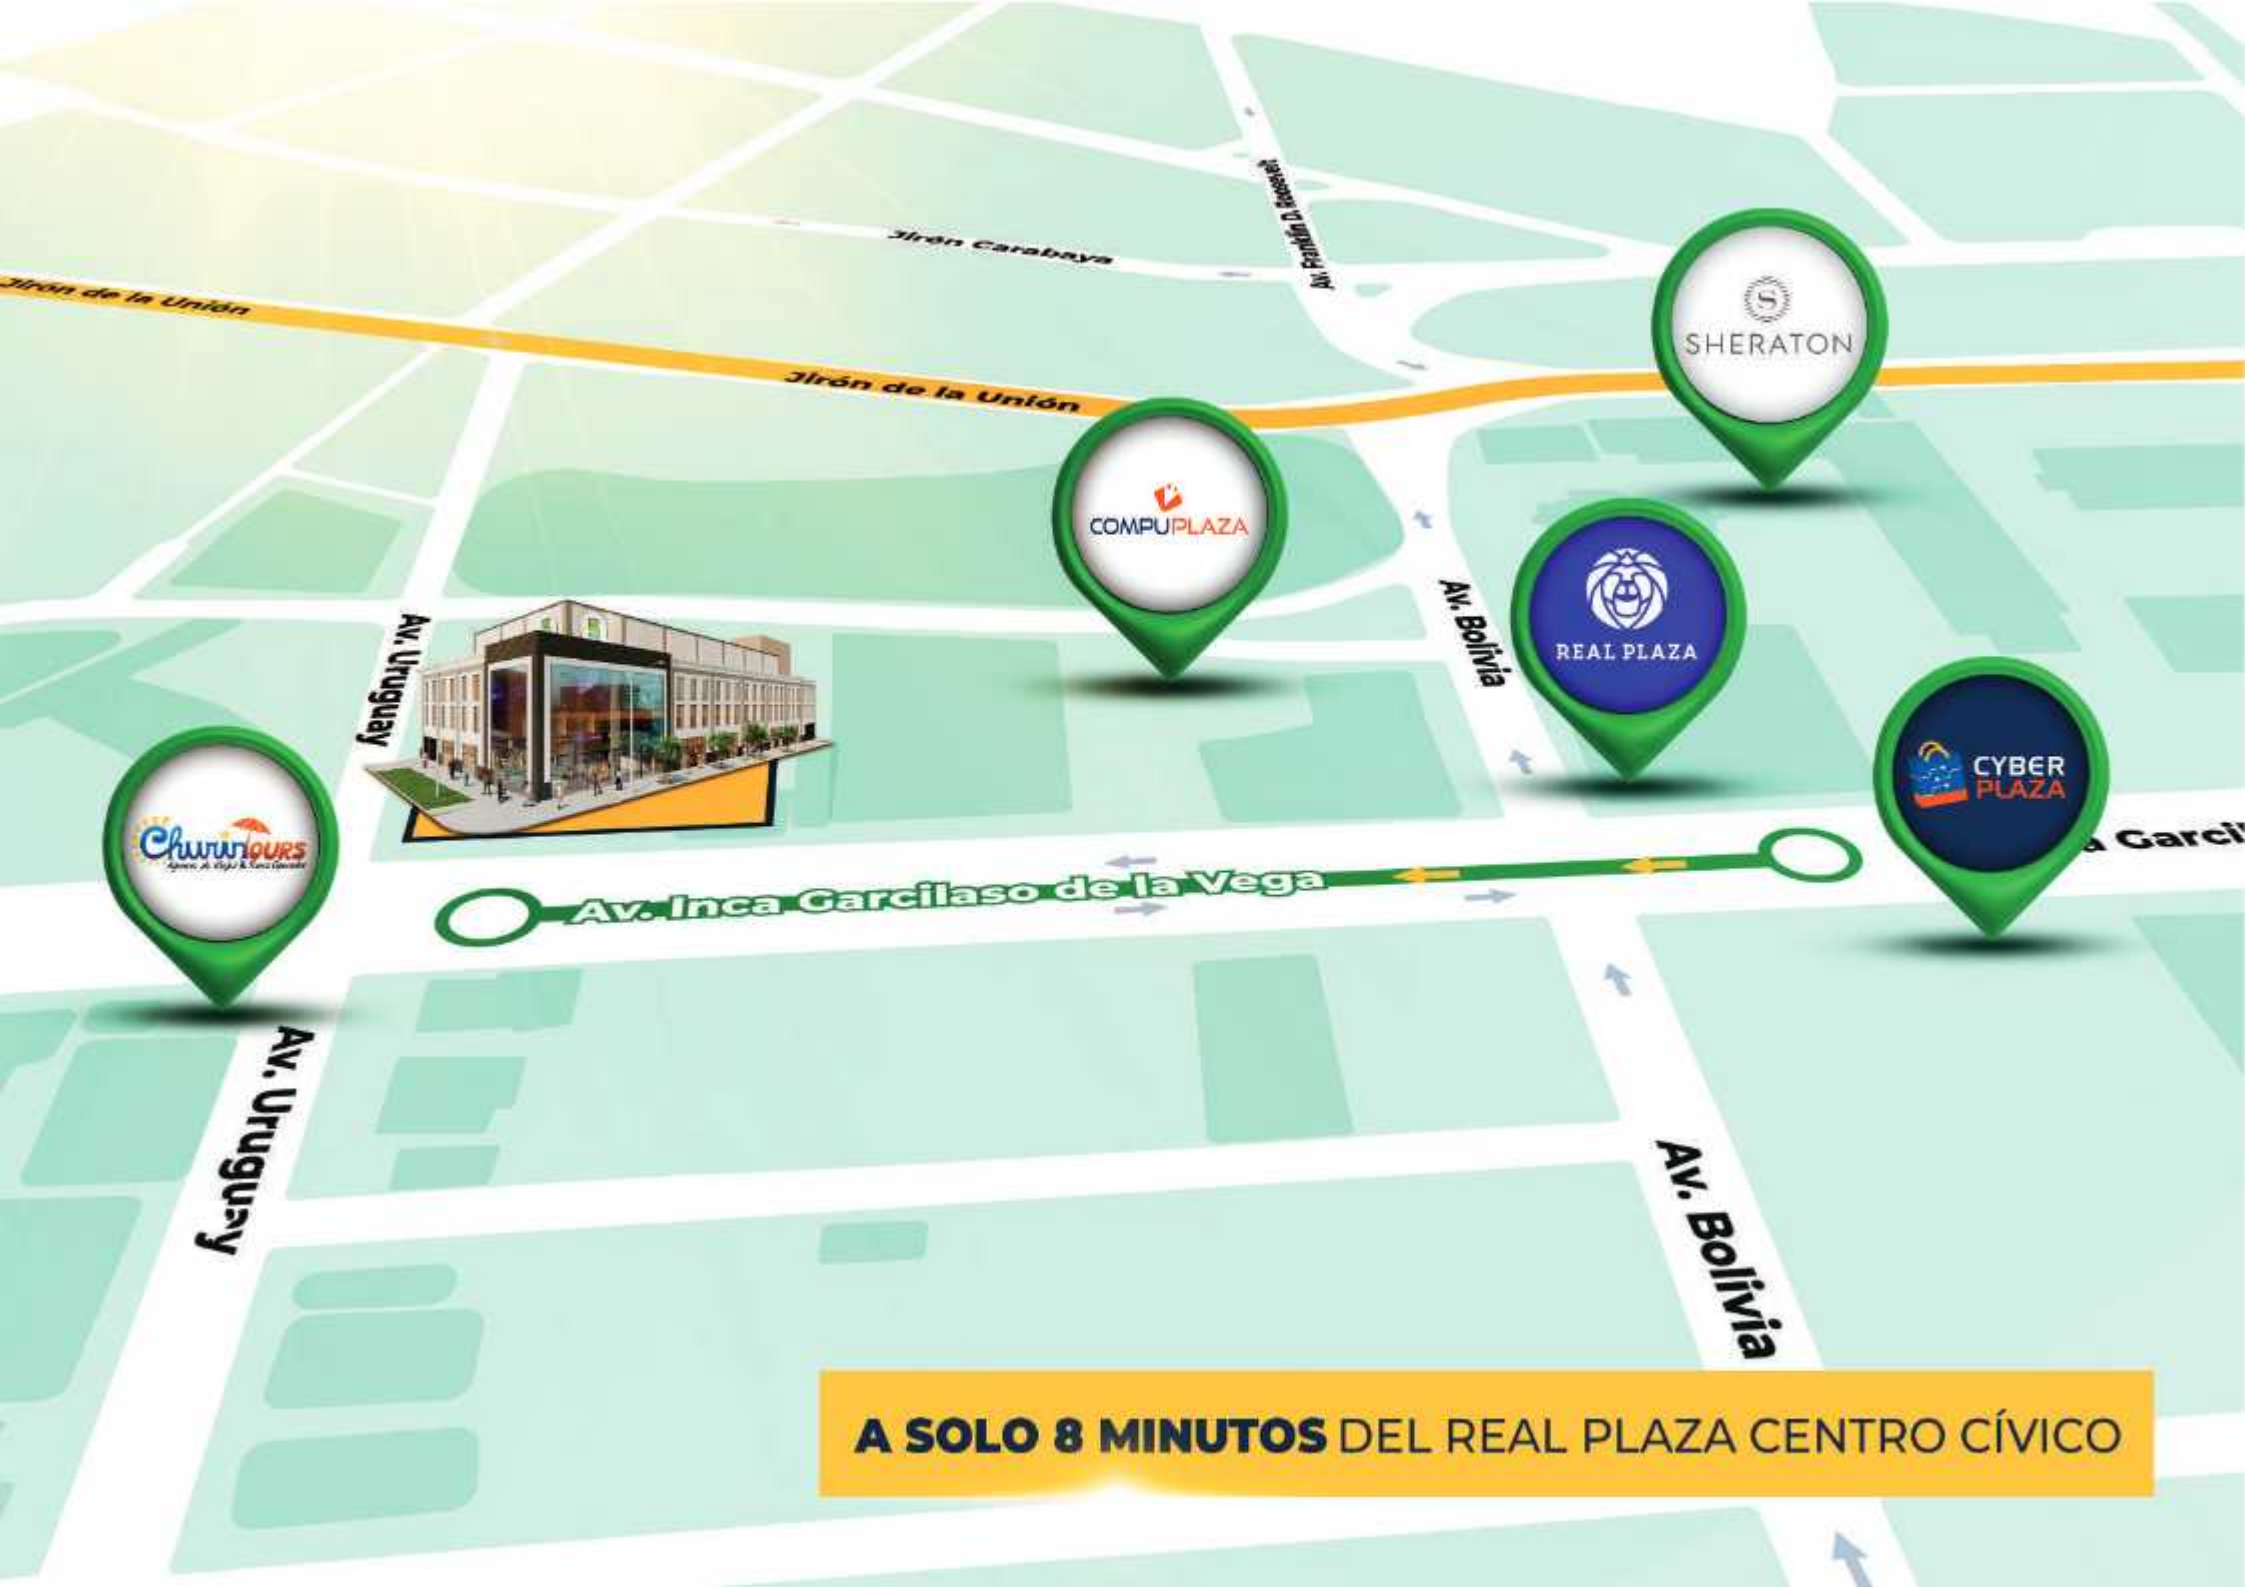 Av. Franklin D. Roosevelt
Jirón Carabaya
Jirón de la Unión
Jirón de la Unión
S
SHERATON
COMPUPLAZA
REAL PLAZA
Av. Bolivia
Av. Uruguay
CYBER
PLAZA
Churintours
Av. Inca Garcilaso de la Vega
Av. Uruguay
Av. Bolivia
A SOLO 8 MINUTOS DEL REAL PLAZA CENTRO CÍVICO